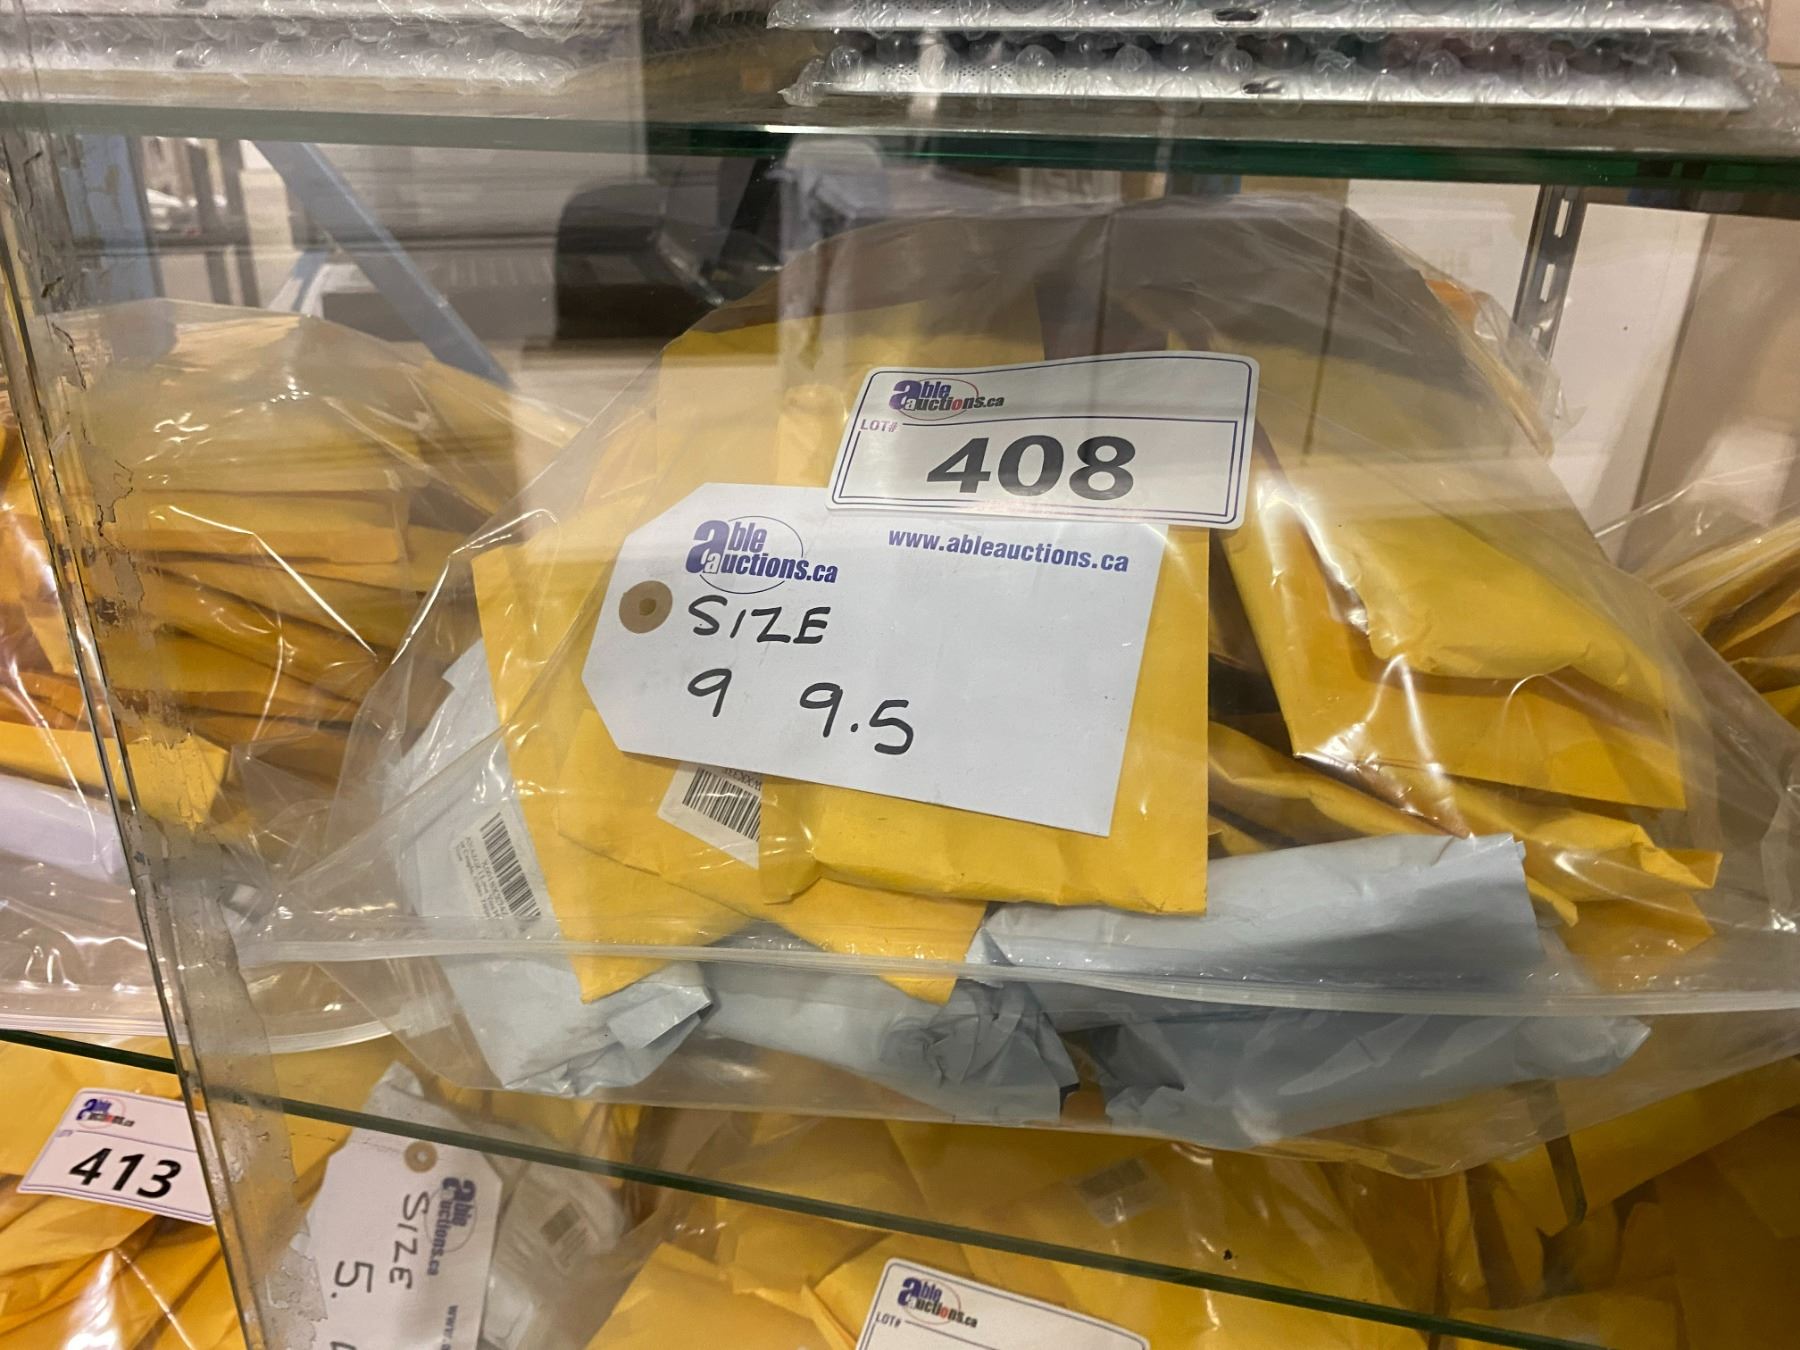 able
auctions.ca
LOT#
408
able
auctions.ca
www.ableauctions.ca
SIZE
9 9.5
able
auctions.ca
413
able
auctions.ca
SIZE
5.
able
auctions.ca
LOT#